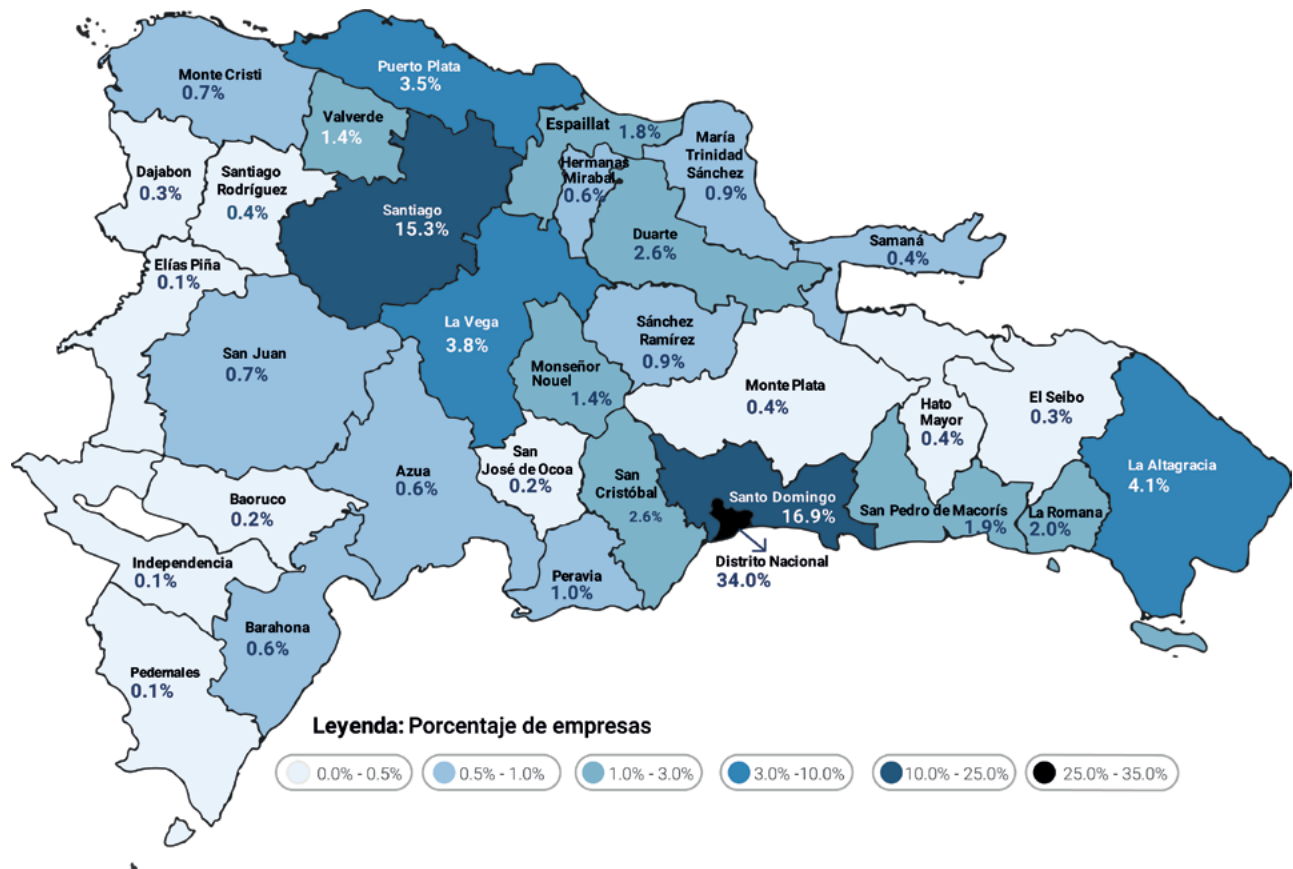 Monte Cristi
0.7%
Puerto Plata
3.5%
Valverde
1.4%
Espaillat
1.8%
María
Trinidad
Sánchez
0.9%
Dajabon
0.3%
Santiago
Rodríguez
0.4%
Hermanas
Mirabal
0.6%
Santiago
15.3%
Duarte
2.6%
Samaná
0.4%
Elías Piña
0.1%
La Vega
3.8%
Sánchez
Ramírez
0.9%
San Juan
0.7%
Monseñor
Nouel
1.4%
Monte Plata
0.4%
Hato
Mayor
0.4%
El Seibo
0.3%
La Altagracia
4.1%
Azua
0.6%
San
José de Ocoa
0.2%
San
Cristóbal
2.6%
Santo Domingo
16.9%
San Pedro de Macorís
1.9%
La Romana
2.0%
Baoruco
0.2%
Distrito Nacional
34.0%
Independencia
0.1%
Peravia
1.0%
Barahona
0.6%
Pedernales
0.1%
Leyenda: Porcentaje de empresas
0.0% - 0.5%
0.5% - 1.0%
1.0% - 3.0%
3.0% -10.0%
10.0% - 25.0%
25.0% - 35.0%